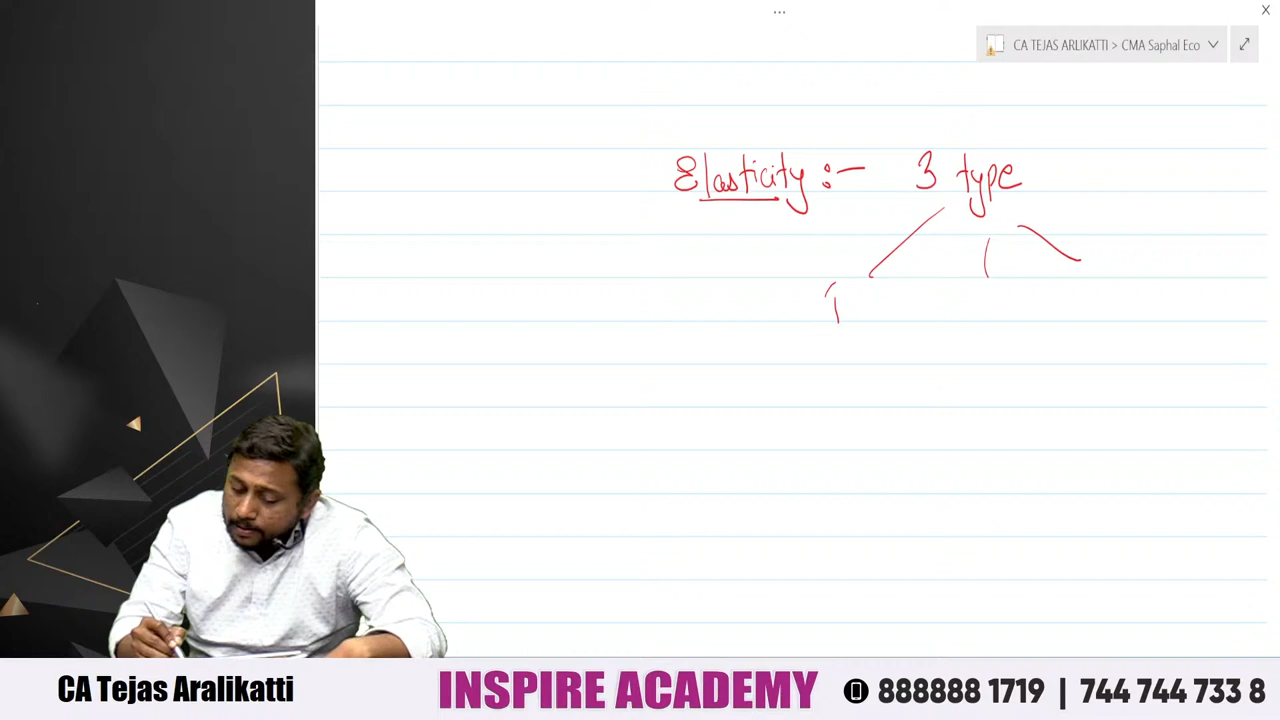 ...
X
CA TEJAS ARLIKATTI > CMA Saphal Eco
Elasticity :- 3 type
CA Tejas Aralikatti
INSPIRE ACADEMY
888888 1719 | 744 744 733 8